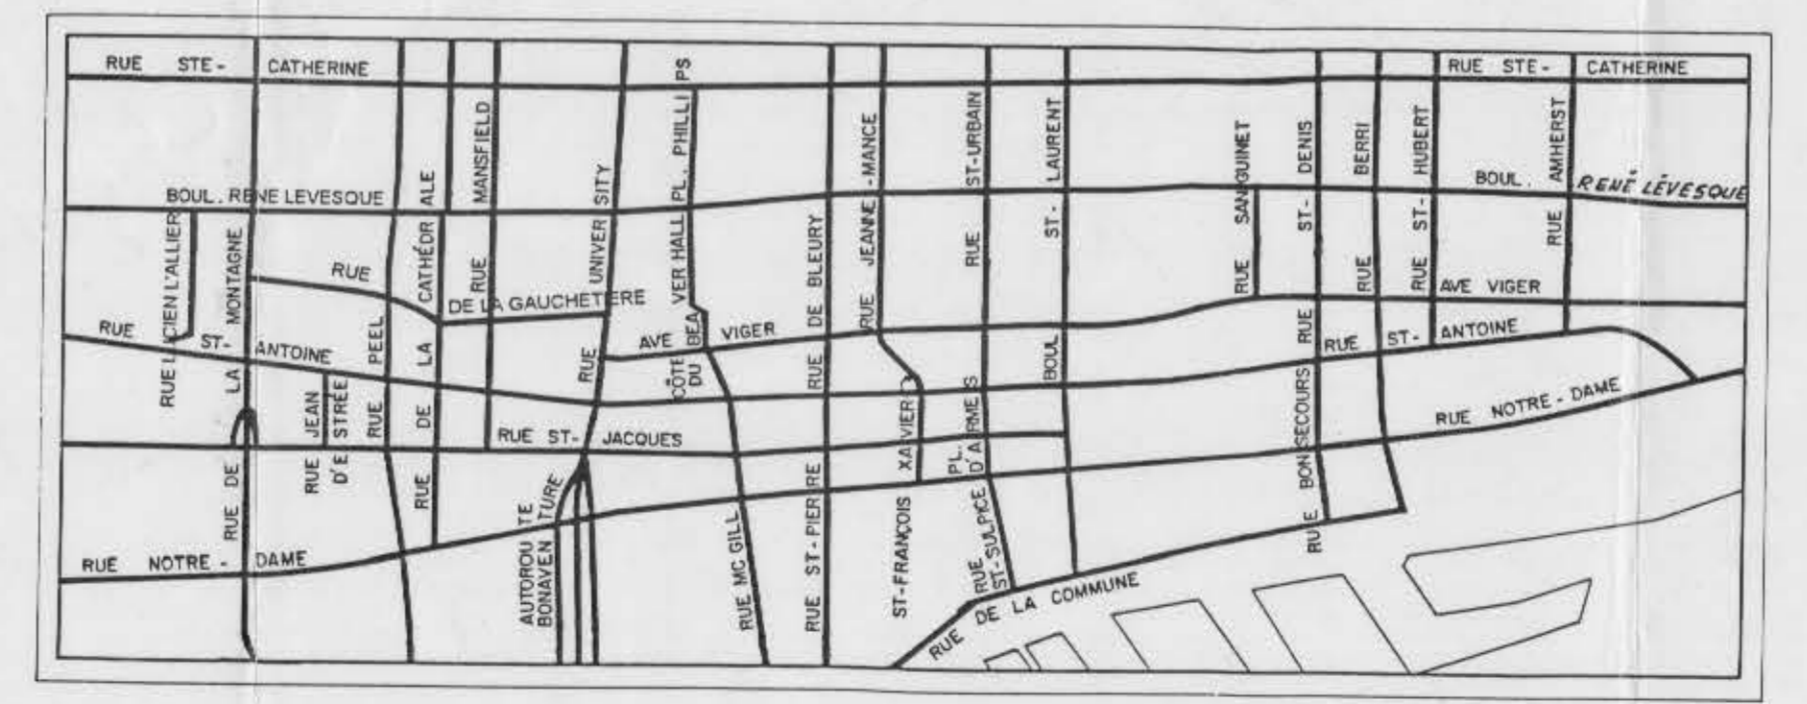 RUE STE- CATHERINE
RUE STE- CATHERINE
PL. PHILLIPS
RUE MANSFIELD
RUE JEANNE-MANCE
RUE ST-URBAIN
BOUL ST-LAURENT
RUE SANGUINET
RUE ST-DENIS
RUE BERRI
RUE ST-HUBERT
RUE AMHERST
BOUL. RENE LEVESQUE
BOUL. RENÉ LÉVESQUE
RUE LUCIEN L'ALLIER
RUE DE LA MONTAGNE
RUE PEEL
RUE DE LA CATHÉDRALE
RUE UNIVERSITY
CÔTE DU BEAVER HALL
RUE DE BLEURY
RUE DE LA GAUCHETIERE
AVE VIGER
AVE VIGER
RUE ST- ANTOINE
RUE ST- ANTOINE
RUE JEAN
D'ESTRÉE
RUE ST- JACQUES
PL.
D'ARMES
RUE NOTRE-DAME
RUE NOTRE - DAME
AUTOROUTE
BONAVENTURE
RUE MC GILL
RUE ST-PIERRE
ST-FRANÇOIS XAVIER
RUE
ST-SULPICE
RUE BONSECOURS
RUE DE LA COMMUNE